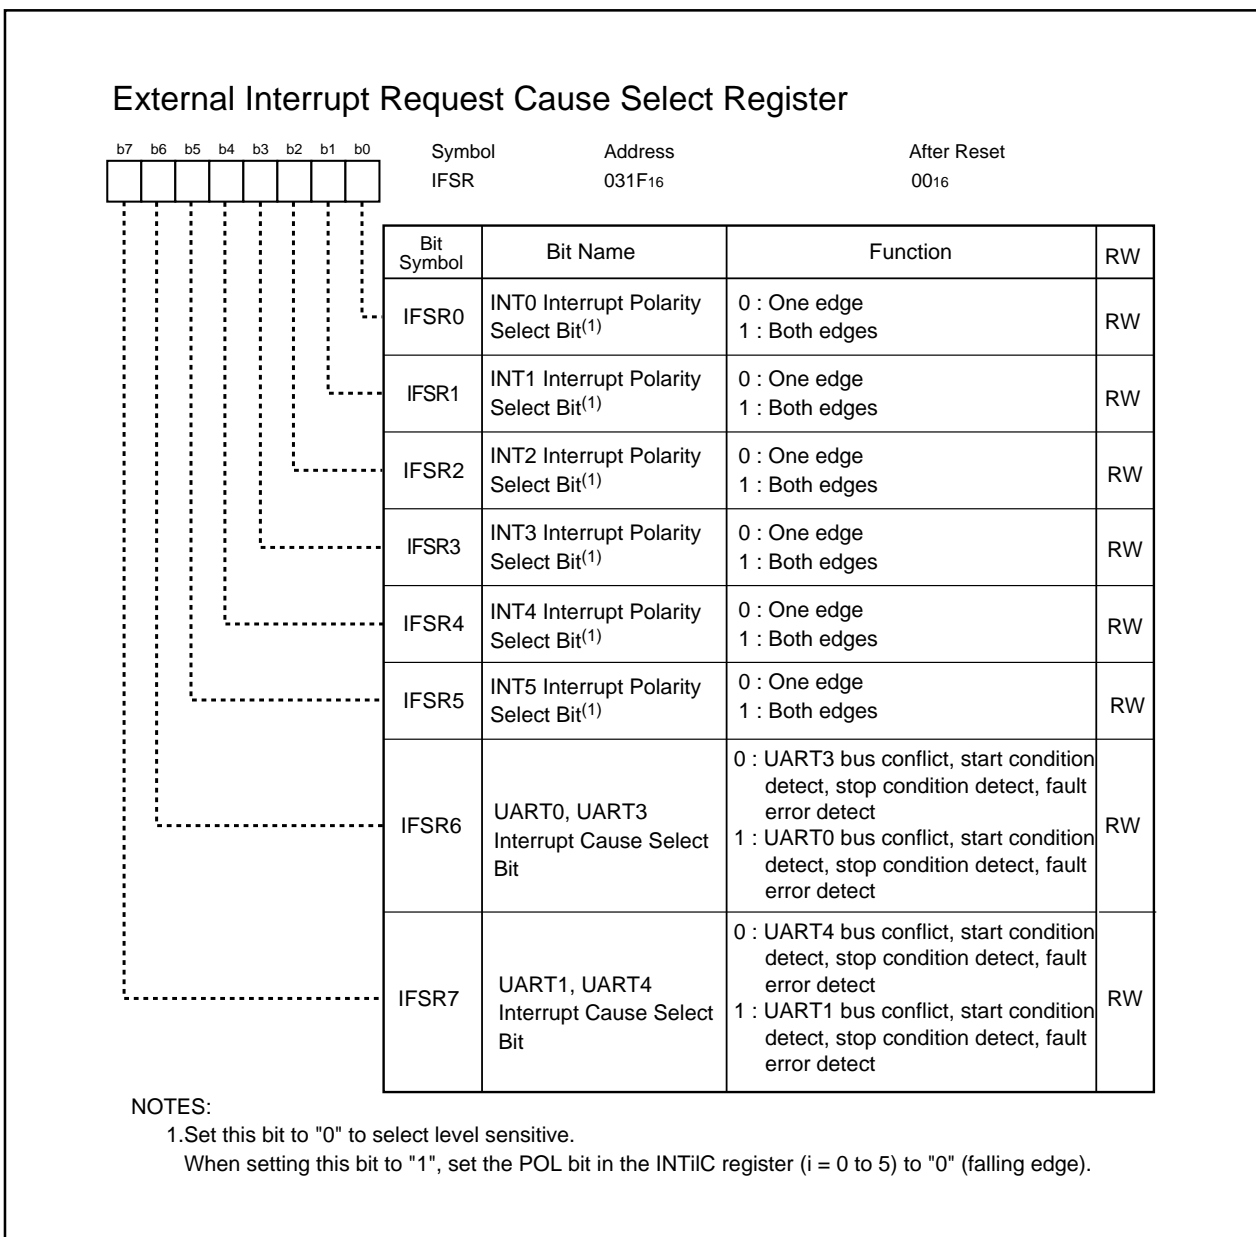 External Interrupt Request Cause Select Register
b7 b6 b5 b4 b3 b2 b1 b0
Symbol Address After Reset
IFSR 031F16 0016
Bit Symbol Bit Name Function RW
IFSR0 INT0 Interrupt Polarity 0 : One edge RW
Select Bit(1) 1 : Both edges
IFSR1 INT1 Interrupt Polarity 0 : One edge RW
Select Bit(1) 1 : Both edges
IFSR2 INT2 Interrupt Polarity 0 : One edge RW
Select Bit(1) 1 : Both edges
IFSR3 INT3 Interrupt Polarity 0 : One edge RW
Select Bit(1) 1 : Both edges
IFSR4 INT4 Interrupt Polarity 0 : One edge RW
Select Bit(1) 1 : Both edges
IFSR5 INT5 Interrupt Polarity 0 : One edge RW
Select Bit(1) 1 : Both edges
IFSR6
UART0, UART3
Interrupt Cause Select
Bit
0 : UART3 bus conflict, start condition
detect, stop condition detect, fault
error detect
1 : UART0 bus conflict, start condition
detect, stop condition detect, fault
error detect
RW
IFSR7
UART1, UART4
Interrupt Cause Select
Bit
0 : UART4 bus conflict, start condition
detect, stop condition detect, fault
error detect
1 : UART1 bus conflict, start condition
detect, stop condition detect, fault
error detect
RW
NOTES:
1.Set this bit to "0" to select level sensitive.
When setting this bit to "1", set the POL bit in the INTiIC register (i = 0 to 5) to "0" (falling edge).